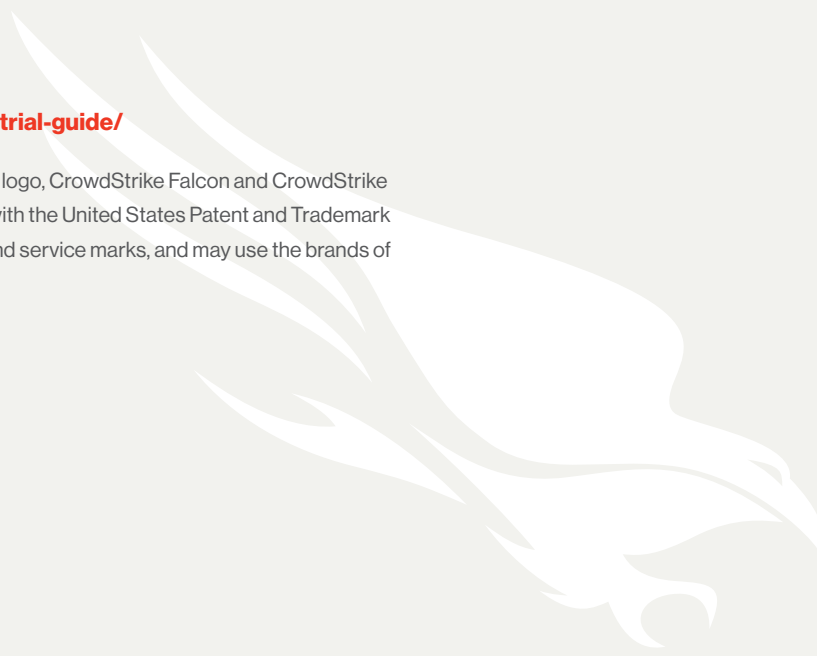 trial-guide/
logo, CrowdStrike Falcon and CrowdStrike
with the United States Patent and Trademark
nd service marks, and may use the brands of